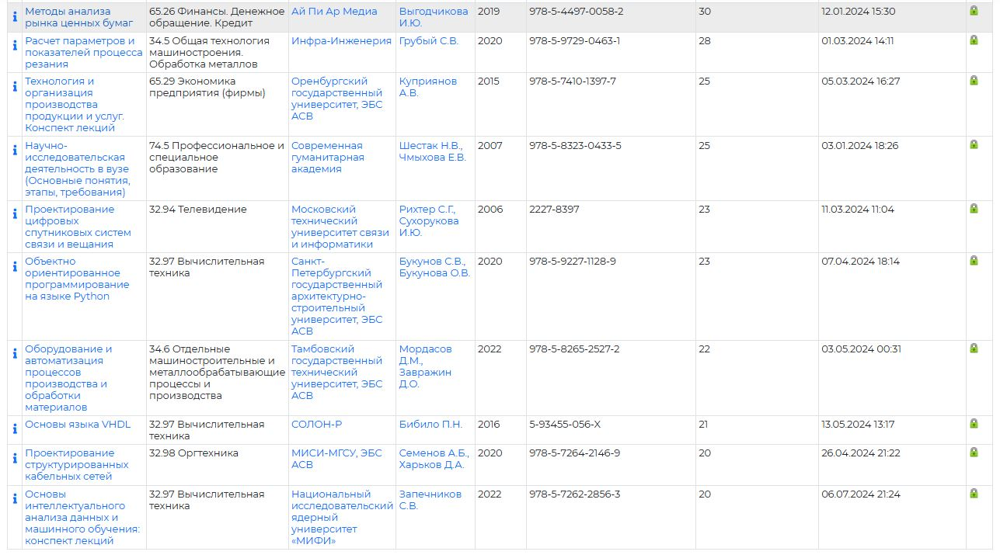 Методы анализа
рынка ценных бумаг
65.26 Финансы. Денежное
обращение. Кредит
Ай Пи Ар Медиа
Выгодчикова
И.Ю.
2019
978-5-4497-0058-2
30
12.01.2024 15:30
Расчет параметров и
показателей процесса
резания
34.5 Общая технология
машиностроения.
Обработка металлов
Инфра-Инженерия
Грубый С.В.
2020
978-5-9729-0463-1
28
01.03.2024 14:11
Технология и
организация
производства
продукции и услуг.
Конспект лекций
65.29 Экономика
предприятия (фирмы)
Оренбургский
государственный
университет, ЭБС
АСВ
Куприянов
А.В.
2015
978-5-7410-1397-7
25
05.03.2024 16:27
Научно-
исследовательская
деятельность в вузе
(Основные понятия,
этапы, требования)
74.5 Профессиональное и
специальное
образование
Современная
гуманитарная
академия
Шестак Н.В.,
Чмыхова Е.В.
2007
978-5-8323-0433-5
25
03.01.2024 18:26
Проектирование
цифровых
спутниковых систем
связи и вещания
32.94 Телевидение
Московский
технический
университет связи
и информатики
Рихтер С.Г.,
Сухорукова
И.Ю.
2006
2227-8397
23
11.03.2024 11:04
Объектно
ориентированное
программирование
на языке Python
32.97 Вычислительная
техника
Санкт-
Петербургский
государственный
архитектурно-
строительный
университет, ЭБС
АСВ
Букунов С.В.,
Букунова О.В.
2020
978-5-9227-1128-9
23
07.04.2024 18:14
Оборудование и
автоматизация
процессов
производства и
обработки
материалов
34.6 Отдельные
машиностроительные и
металлообрабатывающие
процессы и
производства
Тамбовский
государственный
технический
университет, ЭБС
АСВ
Мордасов
Д.М.,
Завражин
Д.О.
2022
978-5-8265-2527-2
22
03.05.2024 00:31
Основы языка VHDL
32.97 Вычислительная
техника
СОЛОН-Р
Бибило П.Н.
2016
5-93455-056-X
21
13.05.2024 13:17
Проектирование
структурированных
кабельных сетей
32.98 Оргтехника
МИСИ-МГСУ, ЭБС
АСВ
Семенов А.Б.,
Харьков Д.А.
2020
978-5-7264-2146-9
20
26.04.2024 21:22
Основы
интеллектуального
анализа данных и
машинного обучения:
конспект лекций
32.97 Вычислительная
техника
Национальный
исследовательский
ядерный
университет
«МИФИ»
Запечников
С.В.
2022
978-5-7262-2856-3
20
06.07.2024 21:24